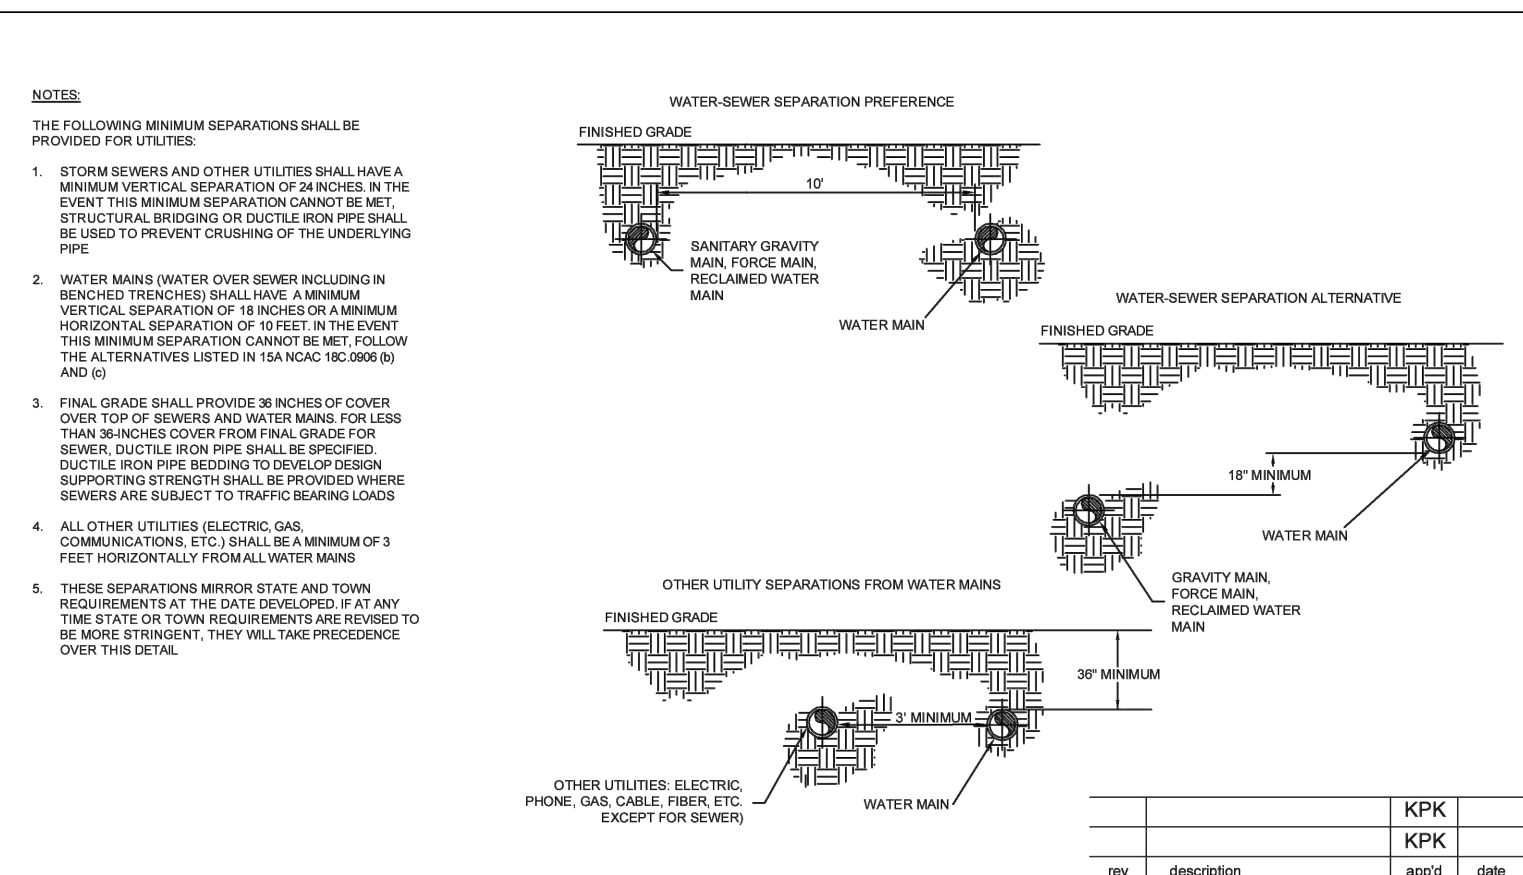 NOTES:
THE FOLLOWING MINIMUM SEPARATIONS SHALL BE
PROVIDED FOR UTILITIES:
1. STORM SEWERS AND OTHER UTILITIES SHALL HAVE A
MINIMUM VERTICAL SEPARATION OF 24 INCHES. IN THE
EVENT THIS MINIMUM SEPARATION CANNOT BE MET,
STRUCTURAL BRIDGING OR DUCTILE IRON PIPE SHALL
BE USED TO PREVENT CRUSHING OF THE UNDERLYING
PIPE
2. WATER MAINS (WATER OVER SEWER INCLUDING IN
BENCHED TRENCHES) SHALL HAVE A MINIMUM
VERTICAL SEPARATION OF 18 INCHES OR A MINIMUM
HORIZONTAL SEPARATION OF 10 FEET. IN THE EVENT
THIS MINIMUM SEPARATION CANNOT BE MET, FOLLOW
THE ALTERNATIVES LISTED IN 15A NCAC 18C.0906 (b)
AND (c)
3. FINAL GRADE SHALL PROVIDE 36 INCHES OF COVER
OVER TOP OF SEWERS AND WATER MAINS. FOR LESS
THAN 36-INCHES COVER FROM FINAL GRADE FOR
SEWER, DUCTILE IRON PIPE SHALL BE SPECIFIED.
DUCTILE IRON PIPE BEDDING TO DEVELOP DESIGN
SUPPORTING STRENGTH SHALL BE PROVIDED WHERE
SEWERS ARE SUBJECT TO TRAFFIC BEARING LOADS
4. ALL OTHER UTILITIES (ELECTRIC, GAS,
COMMUNICATIONS, ETC.) SHALL BE A MINIMUM OF 3
FEET HORIZONTALLY FROM ALL WATER MAINS
5. THESE SEPARATIONS MIRROR STATE AND TOWN
REQUIREMENTS AT THE DATE DEVELOPED. IF AT ANY
TIME STATE OR TOWN REQUIREMENTS ARE REVISED TO
BE MORE STRINGENT, THEY WILL TAKE PRECEDENCE
OVER THIS DETAIL
WATER-SEWER SEPARATION PREFERENCE
FINISHED GRADE
10'
SANITARY GRAVITY
MAIN, FORCE MAIN,
RECLAIMED WATER
MAIN
WATER MAIN
WATER-SEWER SEPARATION ALTERNATIVE
FINISHED GRADE
18" MINIMUM
WATER MAIN
GRAVITY MAIN,
FORCE MAIN,
RECLAIMED WATER
MAIN
OTHER UTILITY SEPARATIONS FROM WATER MAINS
FINISHED GRADE
36" MINIMUM
3' MINIMUM
OTHER UTILITIES: ELECTRIC,
PHONE, GAS, CABLE, FIBER, ETC.
EXCEPT FOR SEWER)
WATER MAIN
KPK
KPK
rev description app'd date